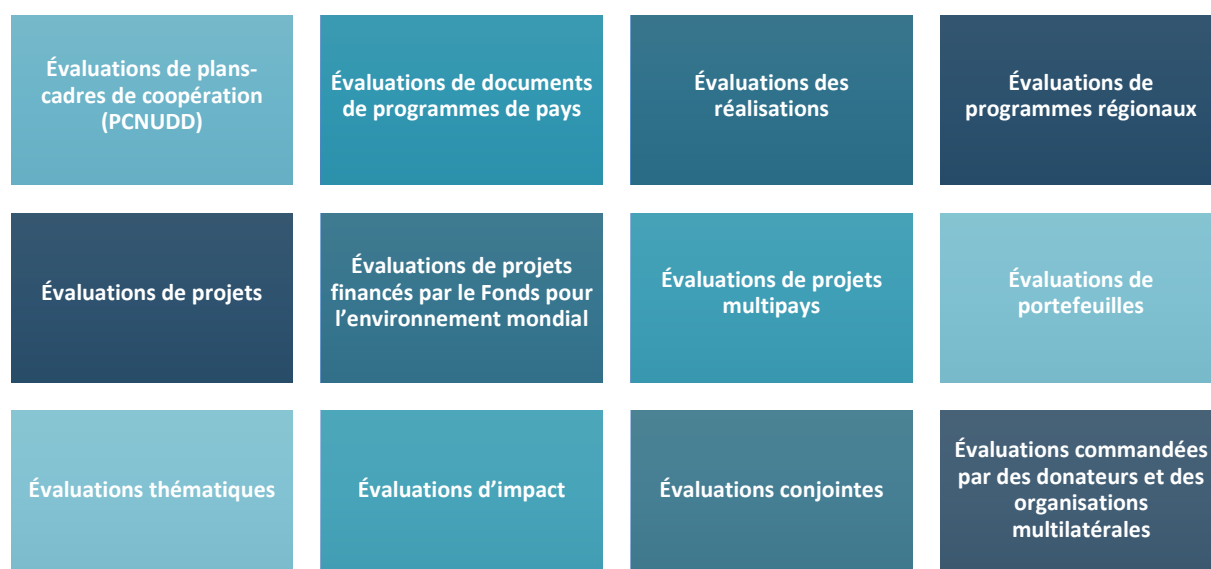 Évaluations de plans-
cadres de coopération
(PCNUDD)
Évaluations de documents
de programmes de pays
Évaluations des
réalisations
Évaluations de
programmes régionaux
Évaluations de projets
Évaluations de projets
financés par le Fonds pour
l’environnement mondial
Évaluations de projets
multipays
Évaluations de
portefeuilles
Évaluations thématiques
Évaluations d’impact
Évaluations conjointes
Évaluations commandées
par des donateurs et des
organisations
multilatérales